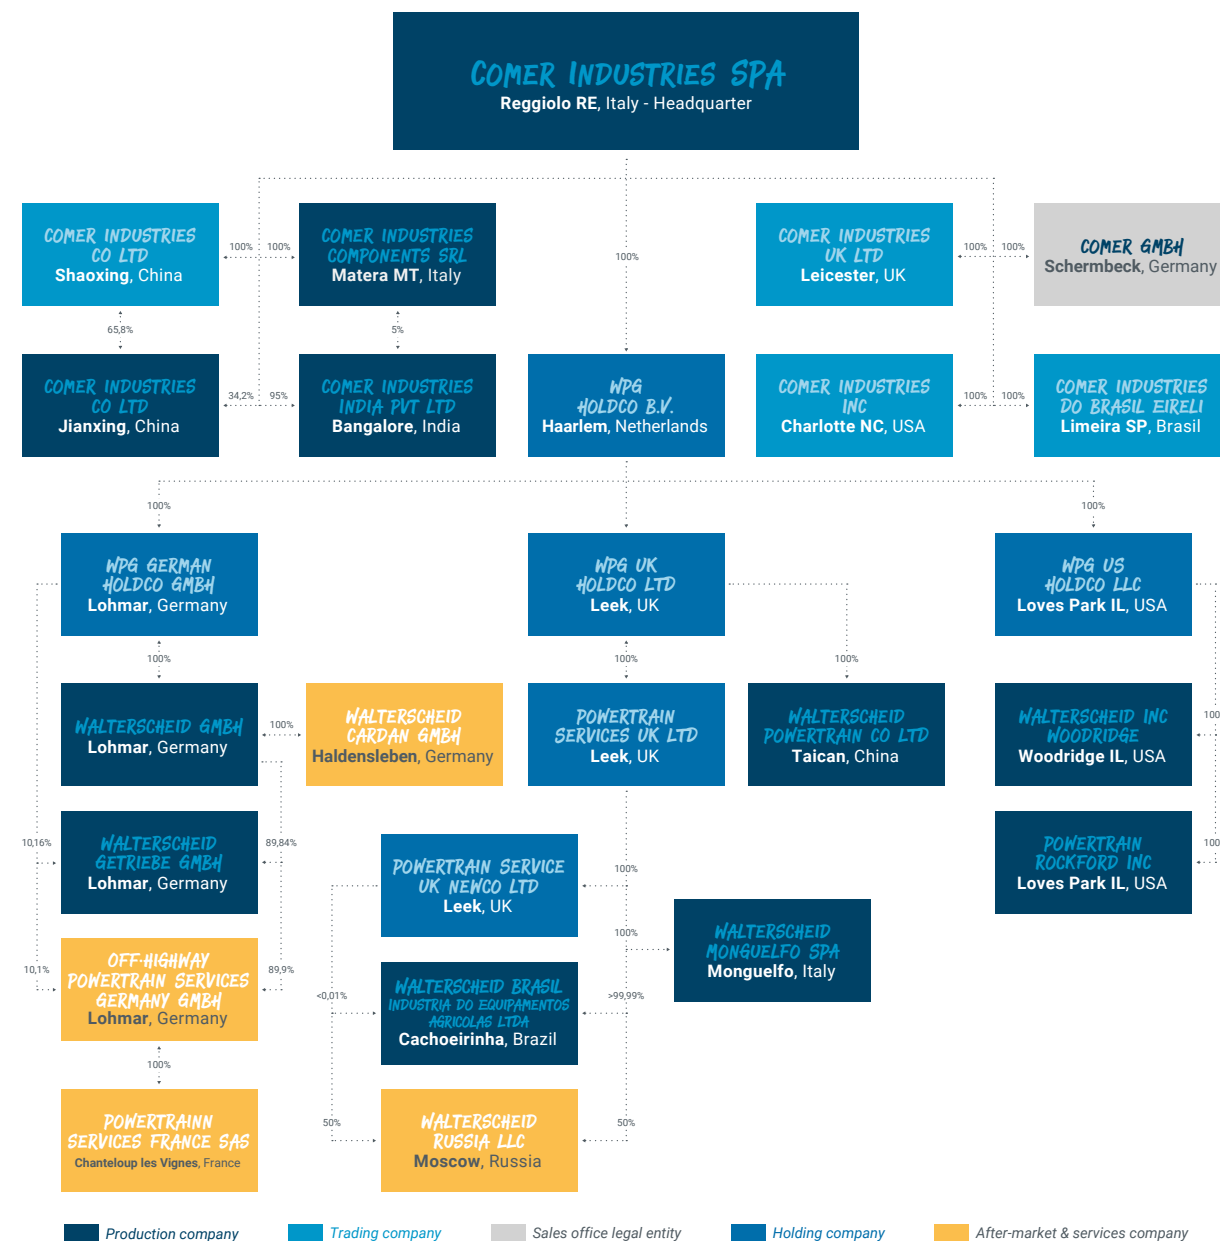 COMER INDUSTRIES SPA
Reggiolo RE, Italy - Headquarter
COMER INDUSTRIES
CO LTD
Shaoxing, China
100%
100%
COMER INDUSTRIES
COMPONENTS SRL
Matera MT, Italy
100%
COMER INDUSTRIES
UK LTD
Leicester, UK
100%
100%
COMER GMBH
Schermbeck, Germany
65,8%
5%
COMER INDUSTRIES
CO LTD
Jianxing, China
34,2%
95%
COMER INDUSTRIES
INDIA PVT LTD
Bangalore, India
WPG
HOLDCO B.V.
Haarlem, Netherlands
COMER INDUSTRIES
INC
Charlotte NC, USA
100%
100%
COMER INDUSTRIES
DO BRASIL EIRELI
Limeira SP, Brasil
100%
100%
WPG GERMAN
HOLDCO GMBH
Lohmar, Germany
WPG UK
HOLDCO LTD
Leek, UK
WPG US
HOLDCO LLC
Loves Park IL, USA
100%
100%
100%
WALTERSCHEID GMBH
Lohmar, Germany
100%
WALTERSCHEID
CARDAN GMBH
Haldensleben, Germany
POWERTRAIN
SERVICES UK LTD
Leek, UK
WALTERSCHEID
POWERTRAIN CO LTD
Taican, China
WALTERSCHEID INC
WOODRIDGE
Woodridge IL, USA
100
10,16%
WALTERSCHEID
GETRIEBE GMBH
Lohmar, Germany
89,84%
POWERTRAIN SERVICE
UK NEWCO LTD
Leek, UK
100%
POWERTRAIN
ROCKFORD INC
Loves Park IL, USA
100
100%
WALTERSCHEID
MONGUELFO SPA
Monguelfo, Italy
10,1%
OFF-HIGHWAY
POWERTRAIN SERVICES
GERMANY GMBH
Lohmar, Germany
89,9%
<0,01%
WALTERSCHEID BRASIL
INDUSTRIA DO EQUIPAMENTOS
AGRICOLAS LTDA
Cachoeirinha, Brazil
>99,99%
100%
POWERTRAINN
SERVICES FRANCE SAS
Chanteloup les Vignes, France
50%
WALTERSCHEID
RUSSIA LLC
Moscow, Russia
50%
Production company
Trading company
Sales office legal entity
Holding company
After-market & services company